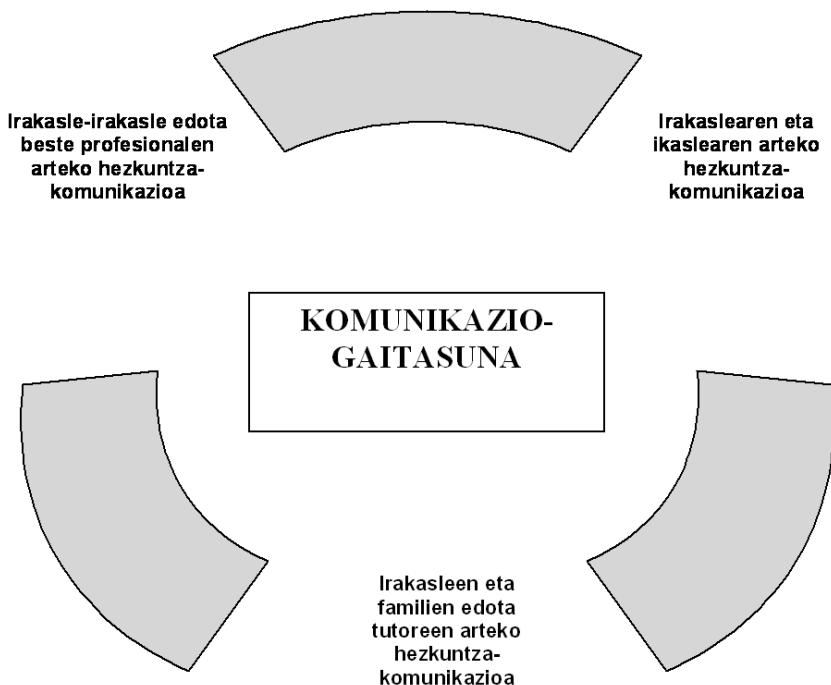 Irakasle-irakasle edota
beste profesionalen
arteko hezkuntza-
komunikazioa
Irakaslearen eta
ikaslearen arteko
hezkuntza-
komunikazioa
KOMUNIKAZIO-
GAITASUNA
Irakasleen eta
familien edota
tutoreen arteko
hezkuntza-
komunikazioa